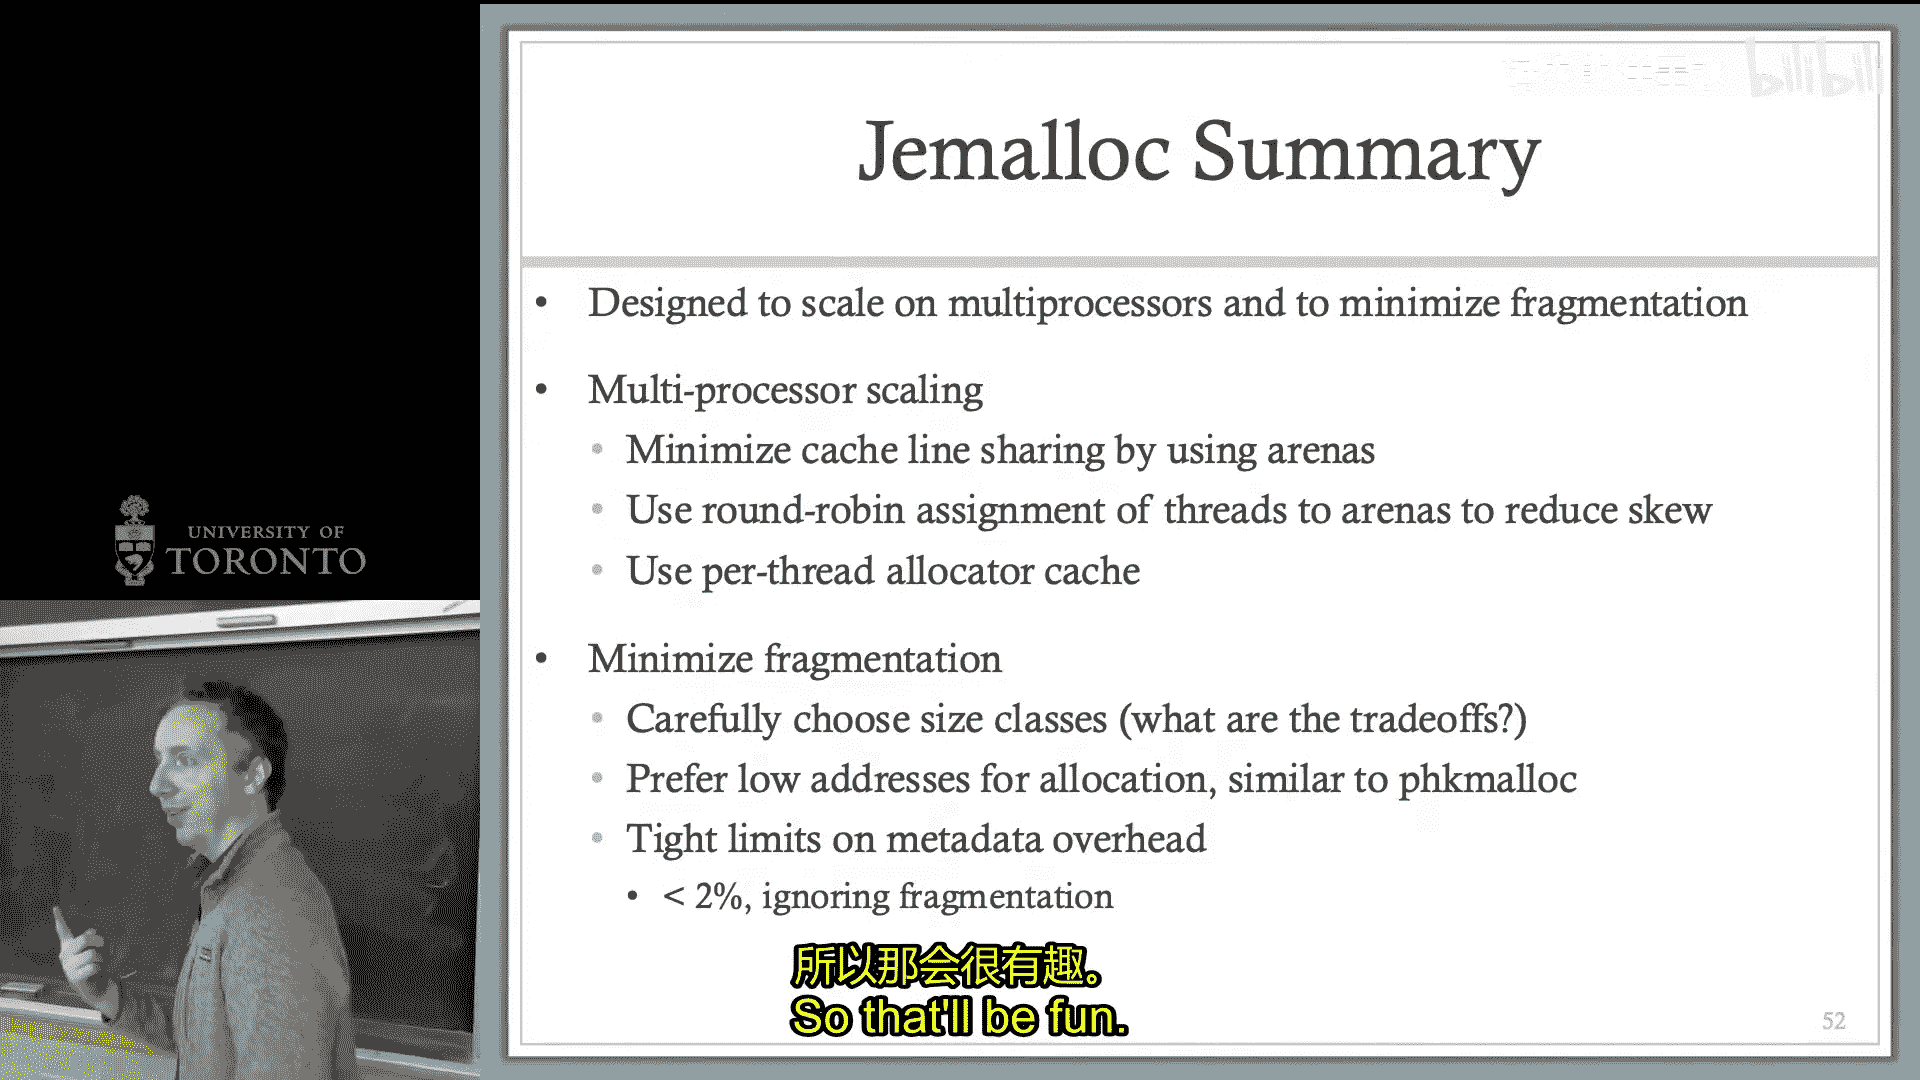 bilibili
Jemalloc Summary
• Designed to scale on multiprocessors and to minimize fragmentation
• Multi-processor scaling
• Minimize cache line sharing by using arenas
• Use round-robin assignment of threads to arenas to reduce skew
• Use per-thread allocator cache
• Minimize fragmentation
• Carefully choose size classes (what are the tradeoffs?)
• Prefer low addresses for allocation, similar to phkmalloc
• Tight limits on metadata overhead
• < 2%, ignoring fragmentation
52
UNIVERSITY OF
TORONTO
所以那会很有趣。
So that'll be fun.